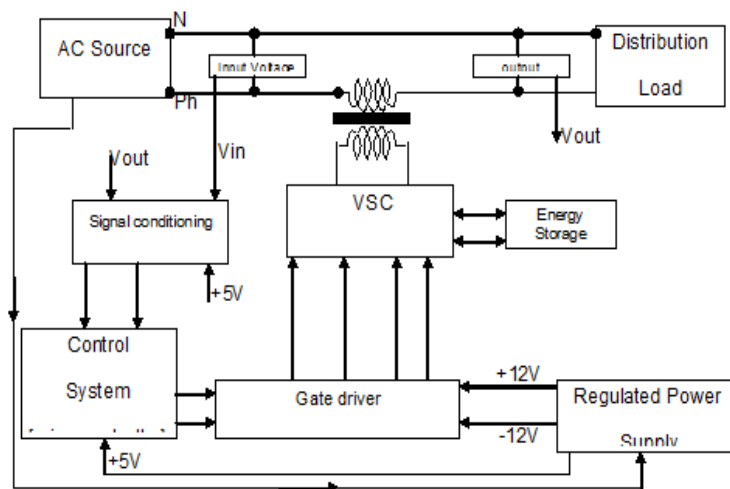 N
AC Source
Input Voltage
output
Distribution
Load
Ph
Vout
Vin
Vout
Signal conditioning
VSC
Energy
Storage
+5V
Control
System
Gate driver
+12V
-12V
Regulated Power
Supply
+5V